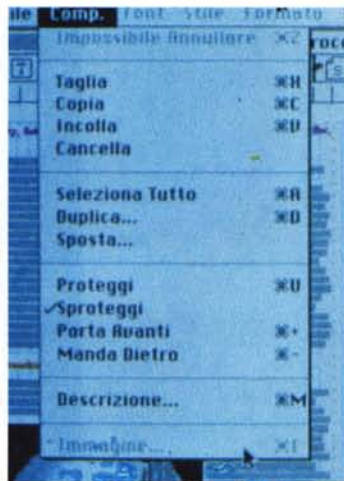 ile Comp. Font Stile Formato
Impossibile Annullare ⌘Z
Taglia ⌘X
Copia ⌘C
Incolla ⌘V
Cancella
Seleziona Tutto ⌘A
Duplica... ⌘D
Sposta...
Proteggi ⌘U
✓Sproteggi
Porta Avanti ⌘+
Manda Dietro ⌘-
Descrizione... ⌘M
Immagine... ⌘I